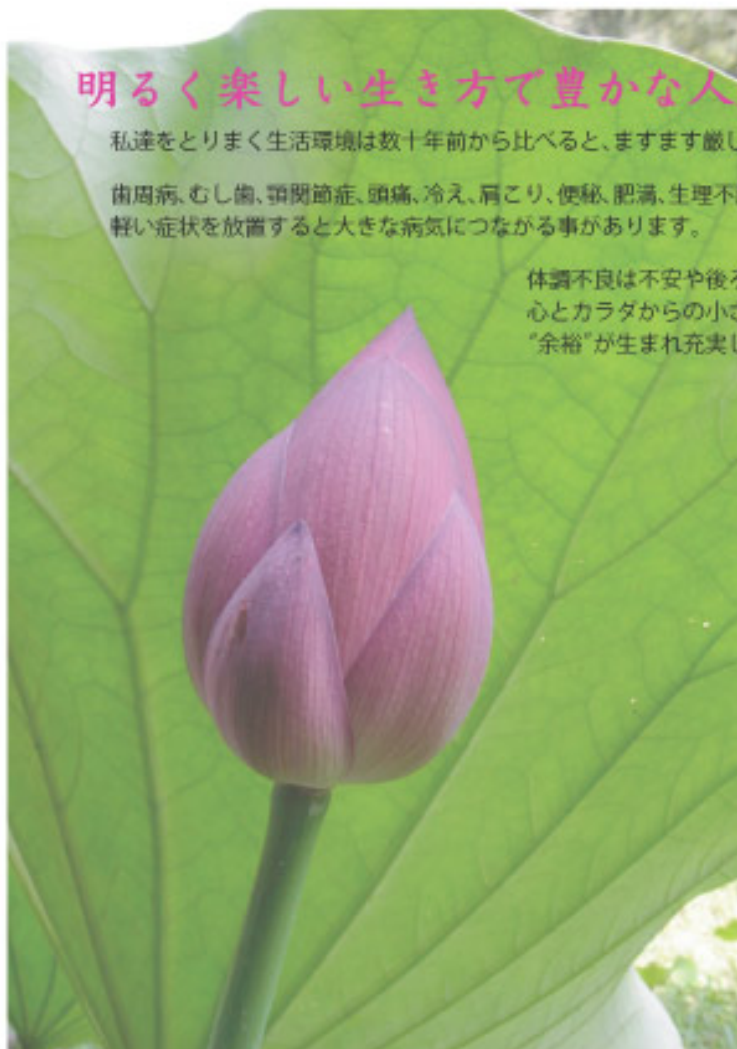 明るく楽しい生き方で豊かな人
私達をとりまく生活環境は数十年前から比べると、ますます厳し
歯周病、むし歯、顎関節症、頭痛、冷え、肩こり、便秘、肥満、生理不
軽い症状を放置すると大きな病気につながる事があります。
体調不良は不安や後ろ
心とカラダからの小さ
“余裕”が生まれ充実し